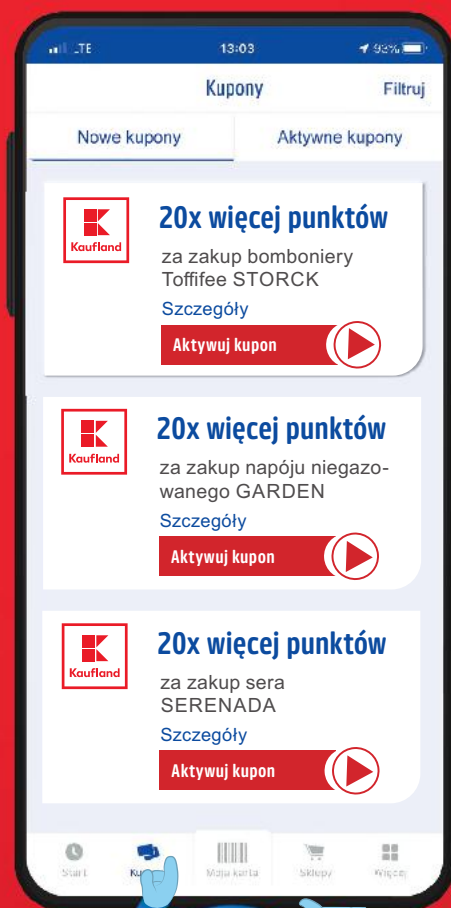 LTE 13:03 93%
Kupony Filtruj
Nowe kupony Aktywne kupony
Kaufland
20x więcej punktów
za zakup bomboniery
Toffifee STORCK
Szczegóły
Aktywuj kupon
Kaufland
20x więcej punktów
za zakup napóju niegazo-
wanego GARDEN
Szczegóły
Aktywuj kupon
Kaufland
20x więcej punktów
za zakup sera
SERENADA
Szczegóły
Aktywuj kupon
Start Moja karta Sklepy Więcej